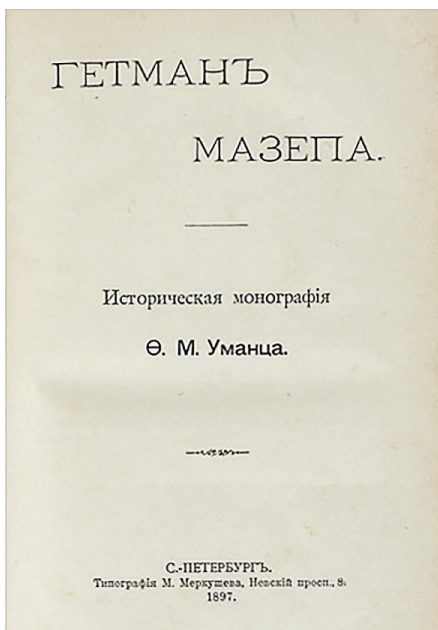 ГЕТМАНЪ
МАЗЕПА.
Историческая монографія
Ѳ. М. Уманца.
С.-ПЕТЕРБУРГЪ.
Типографія М. Меркушева, Невскій просп., 8.
1897.